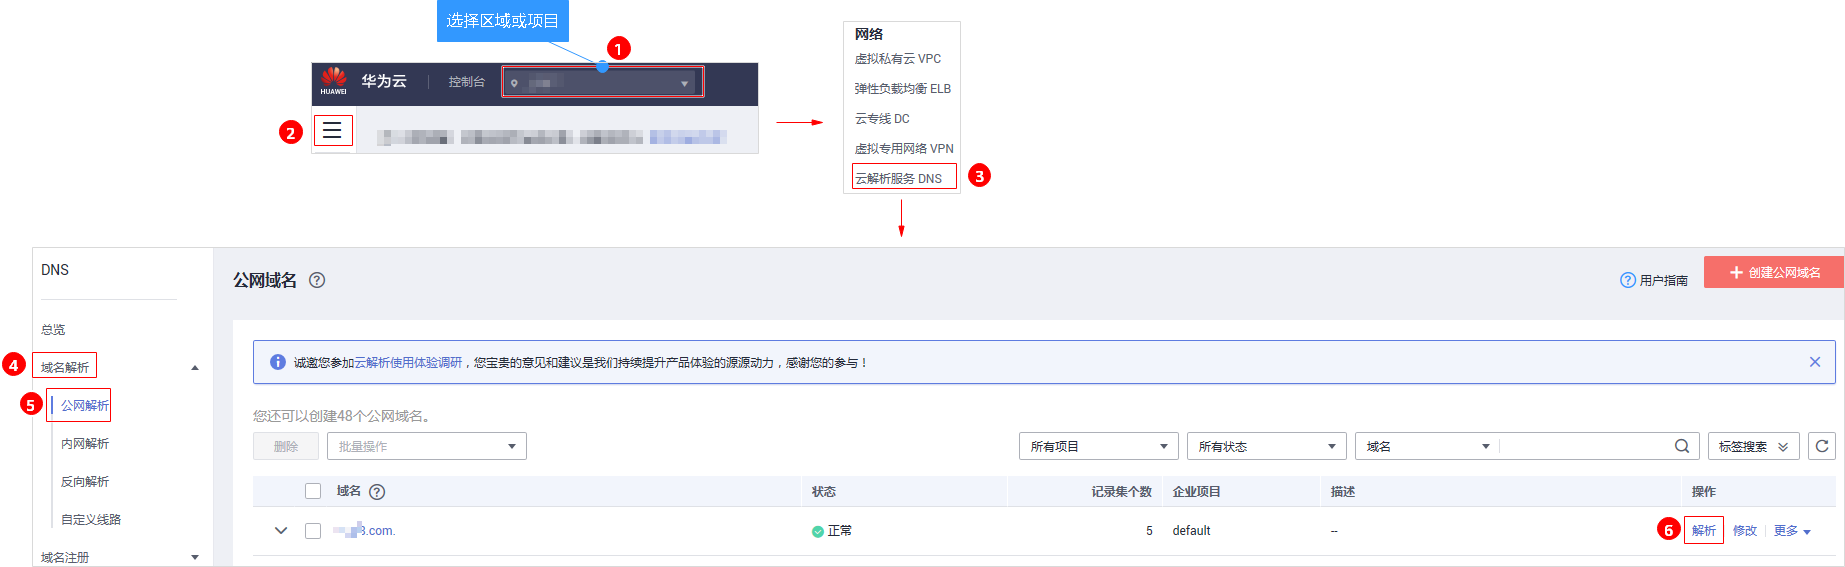 选择区域或项目
1
HUAWEI
华为云
控制台
2
网络
虚拟私有云 VPC
弹性负载均衡 ELB
云专线 DC
虚拟专用网络 VPN
云解析服务 DNS
3
DNS
总览
4
域名解析
5
公网解析
内网解析
反向解析
自定义线路
域名注册
公网域名
用户指南
创建公网域名
诚邀您参加云解析使用体验调研，您宝贵的意见和建议是我们持续提升产品体验的源源动力，感谢您的参与！
您还可以创建48个公网域名。
删除 批量操作 所有项目 所有状态 域名 标签搜索
域名 状态 记录集个数 企业项目 描述 操作
.com. 正常 5 default -- 6 解析 修改 更多